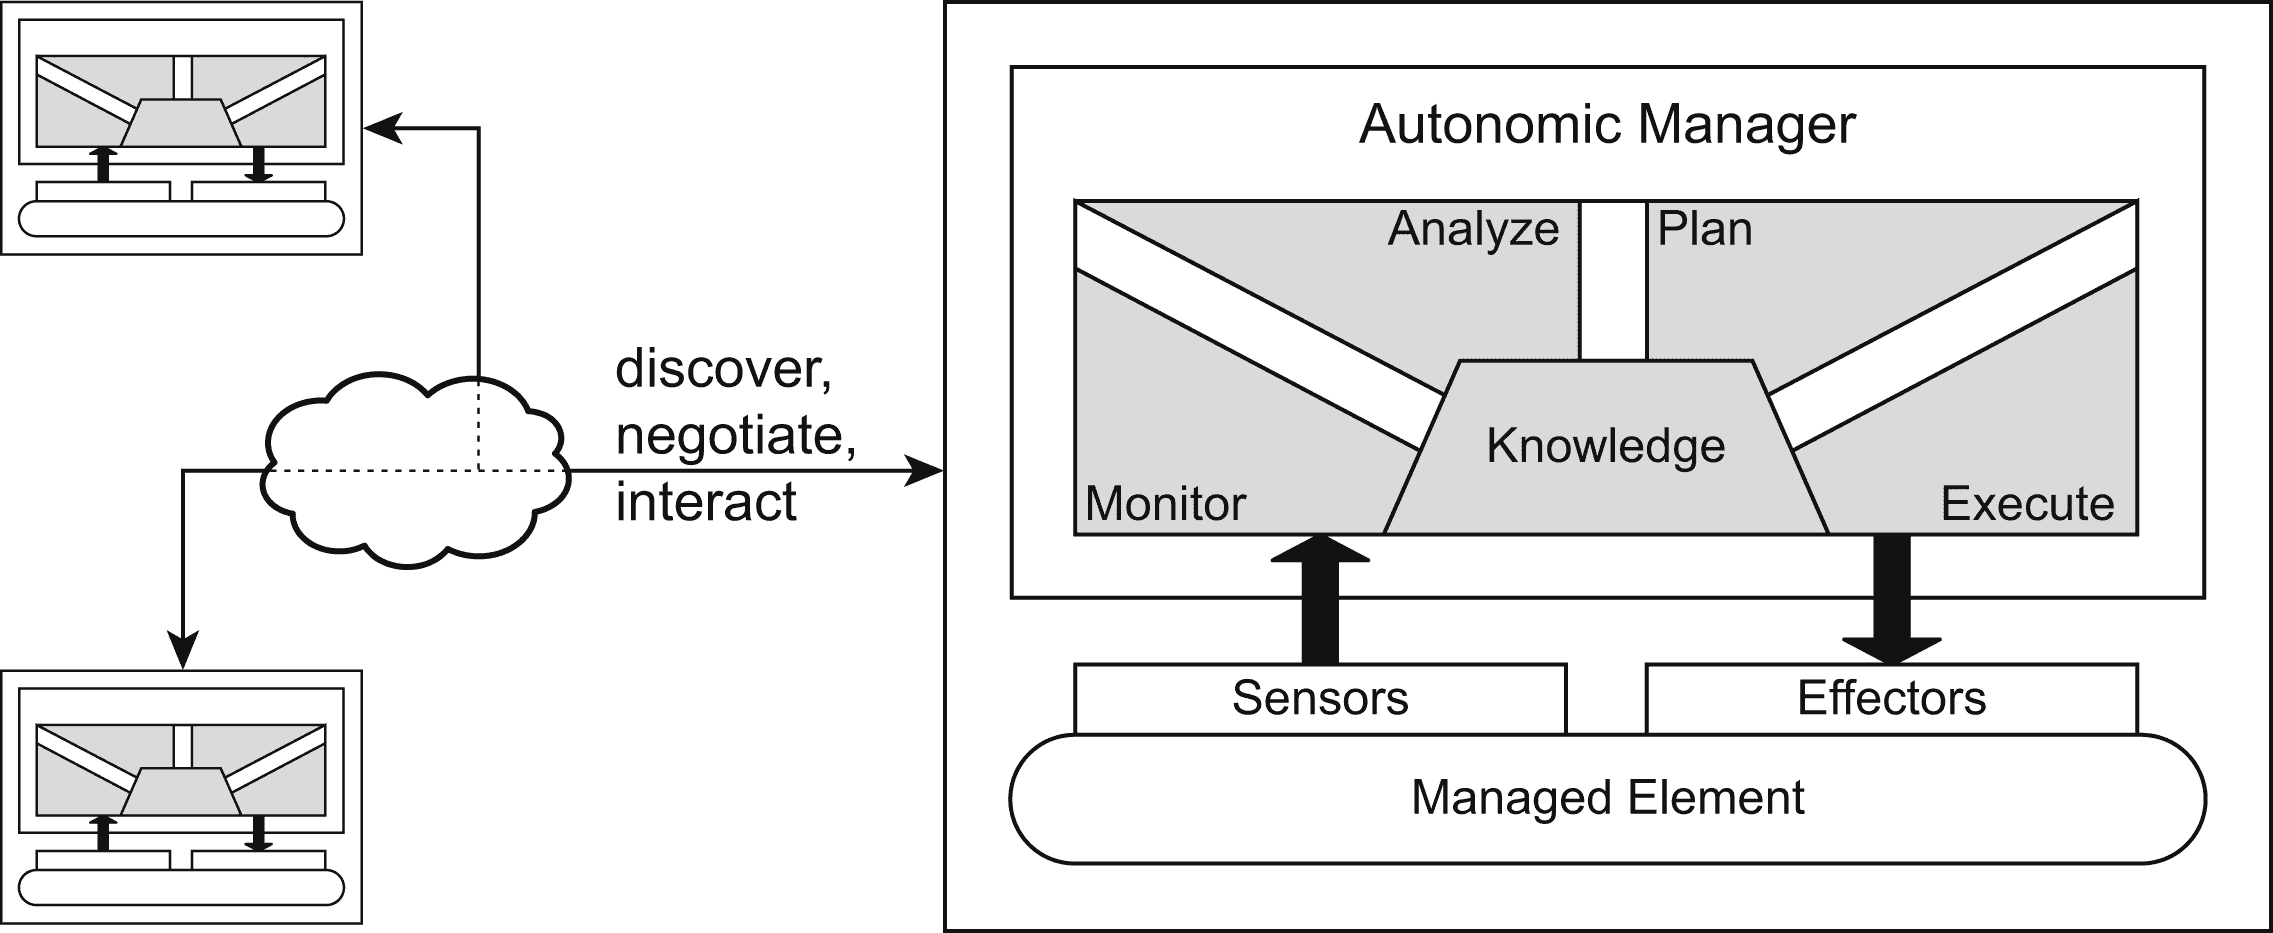 discover,
negotiate,
interact
Autonomic Manager
Analyze
Plan
Monitor
Knowledge
Execute
Sensors
Effectors
Managed Element